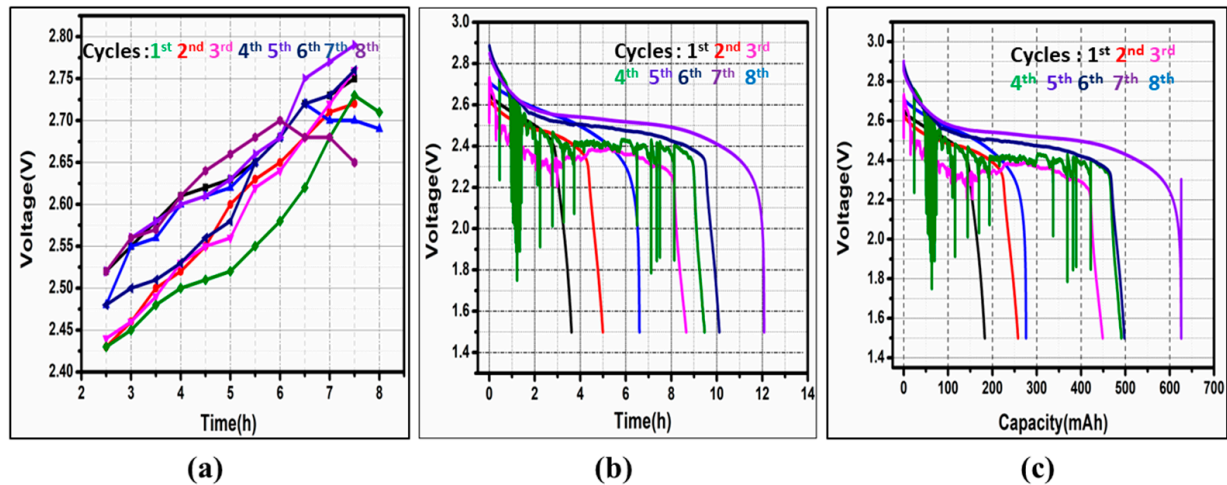 2.80
2.75
2.70
2.65
2.60
2.55
2.50
2.45
2.40
Voltage(V)
Cycles :1st 2nd 3rd 4th 5th 6th 7th 8th
2 3 4 5 6 7 8
Time(h)
(a)
3.0
2.8
2.6
2.4
2.2
2.0
1.8
1.6
1.4
Voltage(V)
Cycles : 1st 2nd 3rd
4th 5th 6th 7th 8th
0 2 4 6 8 10 12 14
Time(h)
(b)
3.0
2.8
2.6
2.4
2.2
2.0
1.8
1.6
1.4
Voltage(V)
Cycles : 1st 2nd 3rd
4th 5th 6th 7th 8th
0 100 200 300 400 500 600 700
Capacity(mAh)
(c)